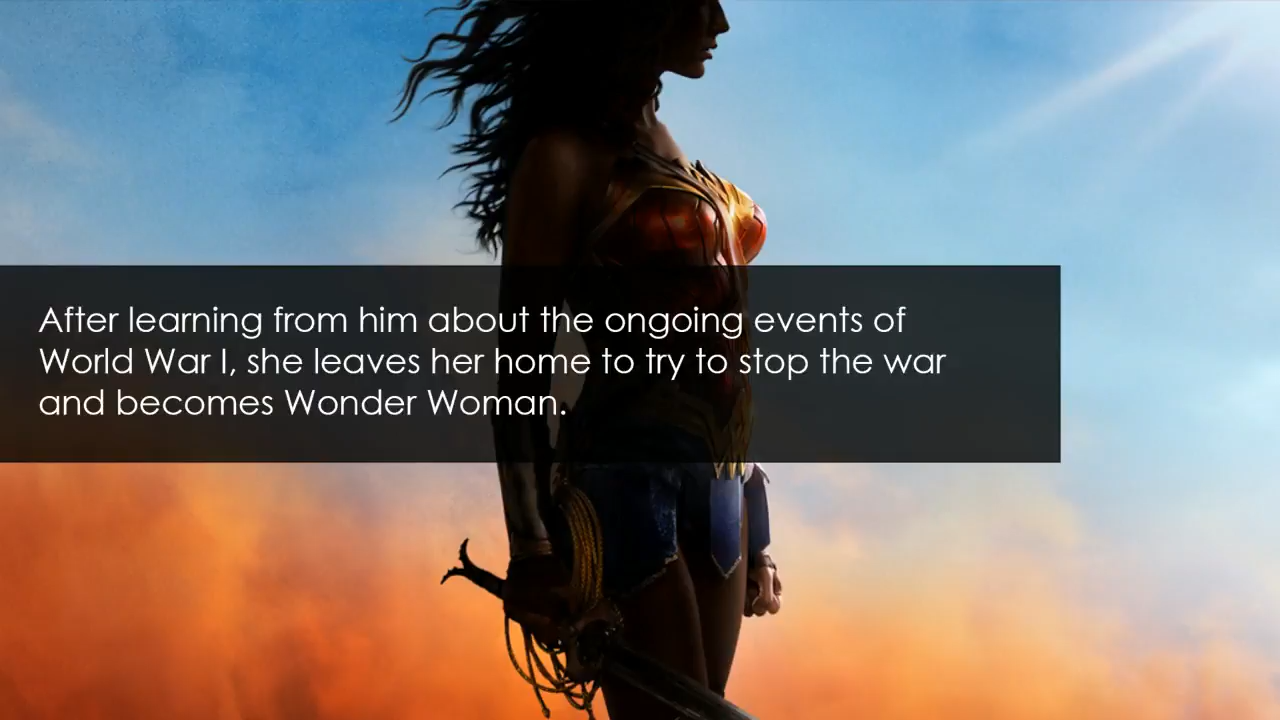 After learning from him about the ongoing events of
World War I, she leaves her home to try to stop the war
and becomes Wonder Woman.